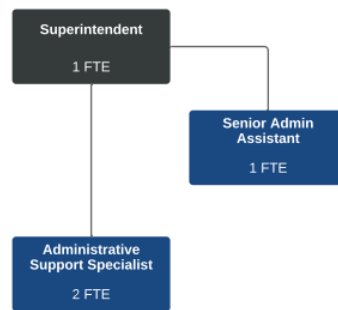 Superintendent
1 FTE
Senior Admin
Assistant
1 FTE
Administrative
Support Specialist
2 FTE